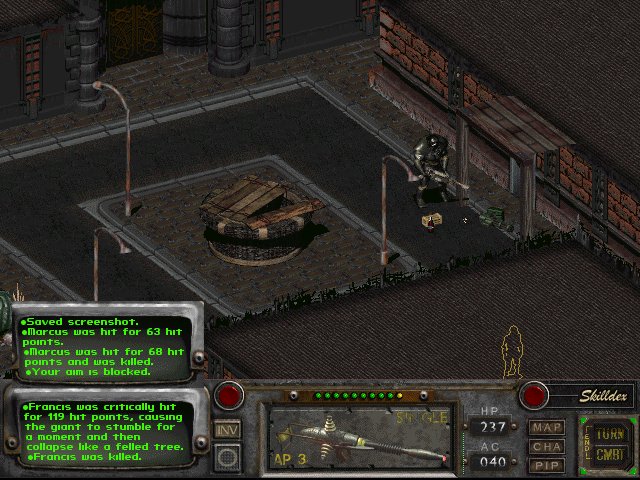 ●Saved screenshot.
●Marcus was hit for 63 hit
points.
●Marcus was hit for 68 hit
points and was killed.
●Your aim is blocked.
●Francis was critically hit
for 119 hit points, causing
the giant to stumble for
a moment and then
collapse like a felled tree.
●Francis was killed.
INV
SINGLE
AP 3
HP
237
AC
040
Skilldex
MAP
CHA
PIP
END
TURN
CMBT